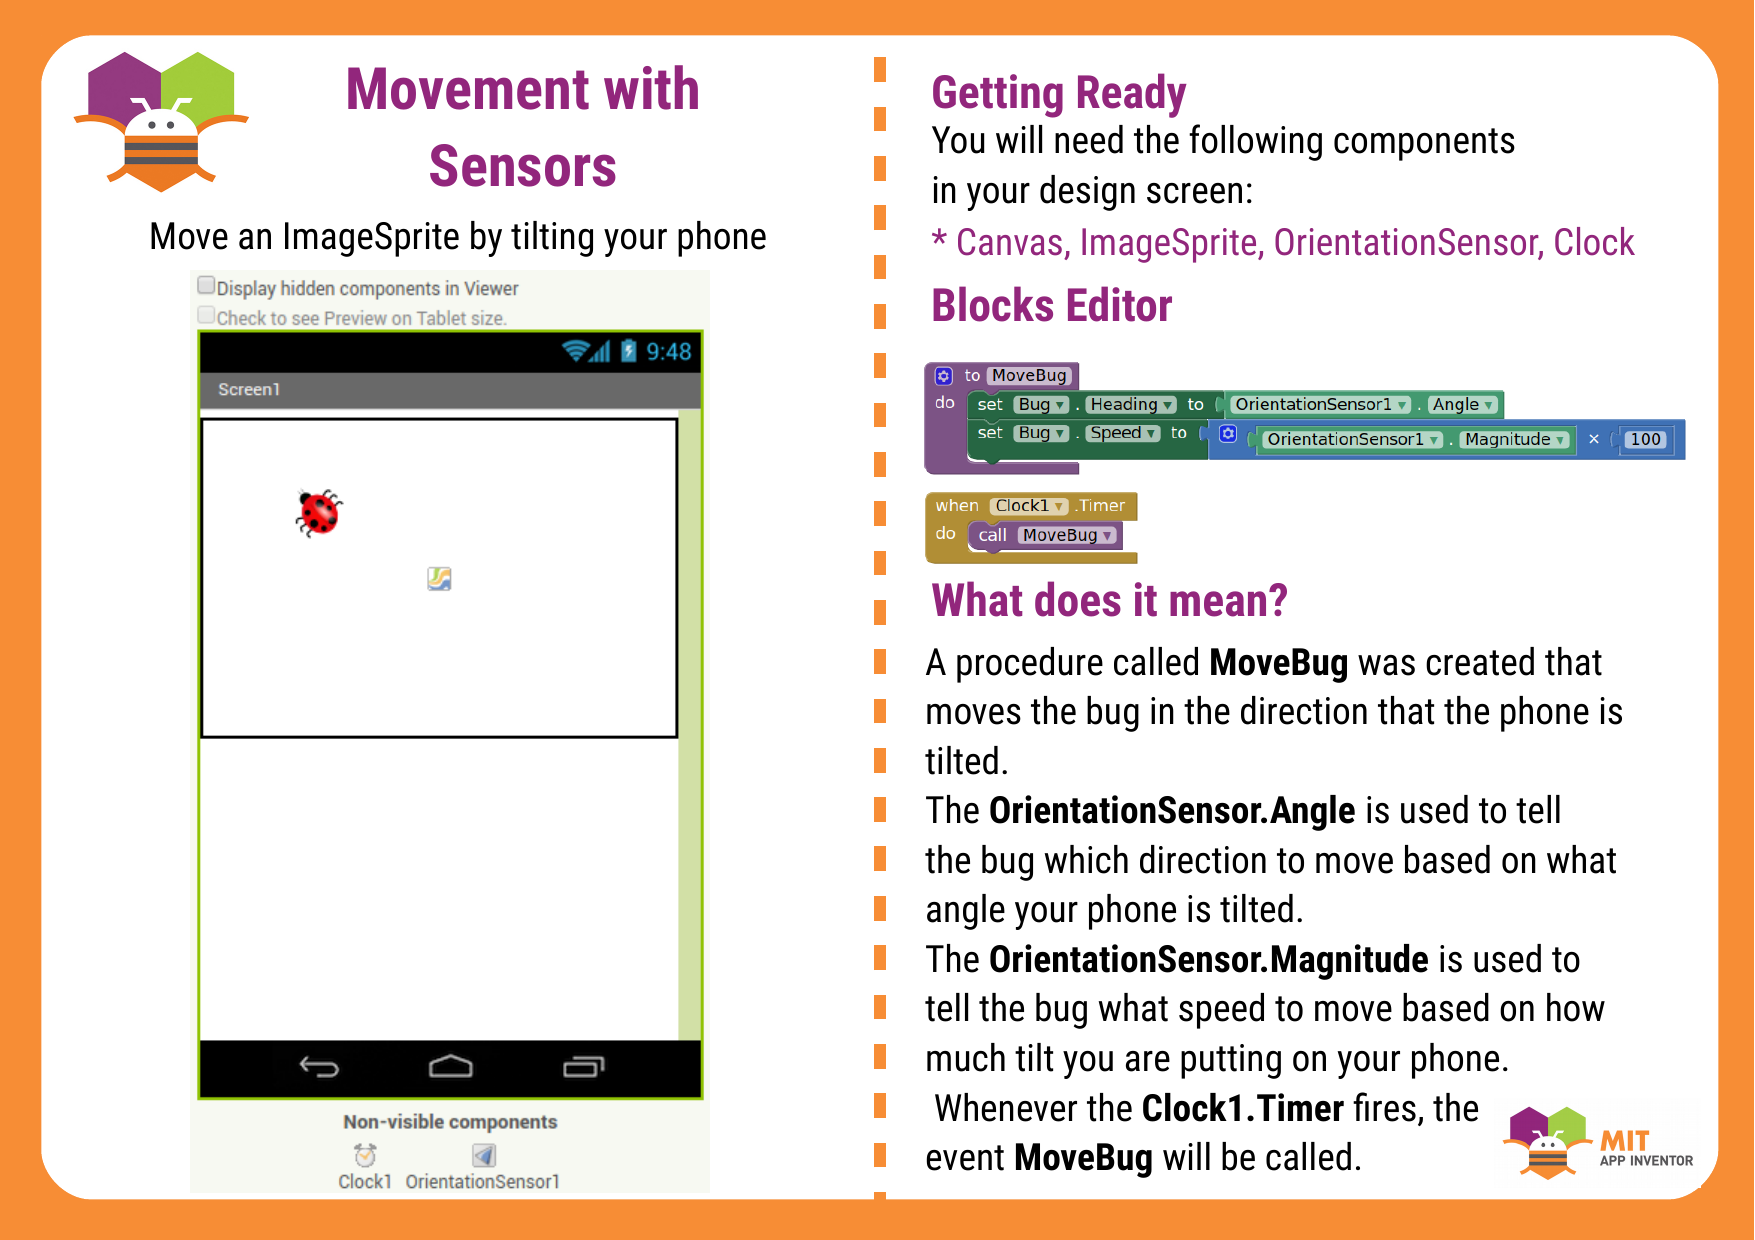 Movement with
Sensors
Move an ImageSprite by tilting your phone
Display hidden components in Viewer
Check to see Preview on Tablet size.
9:48
Screen1
Non-visible components
Clock1 OrientationSensor1
Getting Ready
You will need the following components
in your design screen:
* Canvas, ImageSprite, OrientationSensor, Clock
Blocks Editor
to MoveBug
do set Bug . Heading to OrientationSensor1 . Angle
set Bug . Speed to OrientationSensor1 . Magnitude × 100
when Clock1 .Timer
do call MoveBug
What does it mean?
A procedure called MoveBug was created that
moves the bug in the direction that the phone is
tilted.
The OrientationSensor.Angle is used to tell
the bug which direction to move based on what
angle your phone is tilted.
The OrientationSensor.Magnitude is used to
tell the bug what speed to move based on how
much tilt you are putting on your phone.
Whenever the Clock1.Timer fires, the
event MoveBug will be called.
MIT
APP INVENTOR